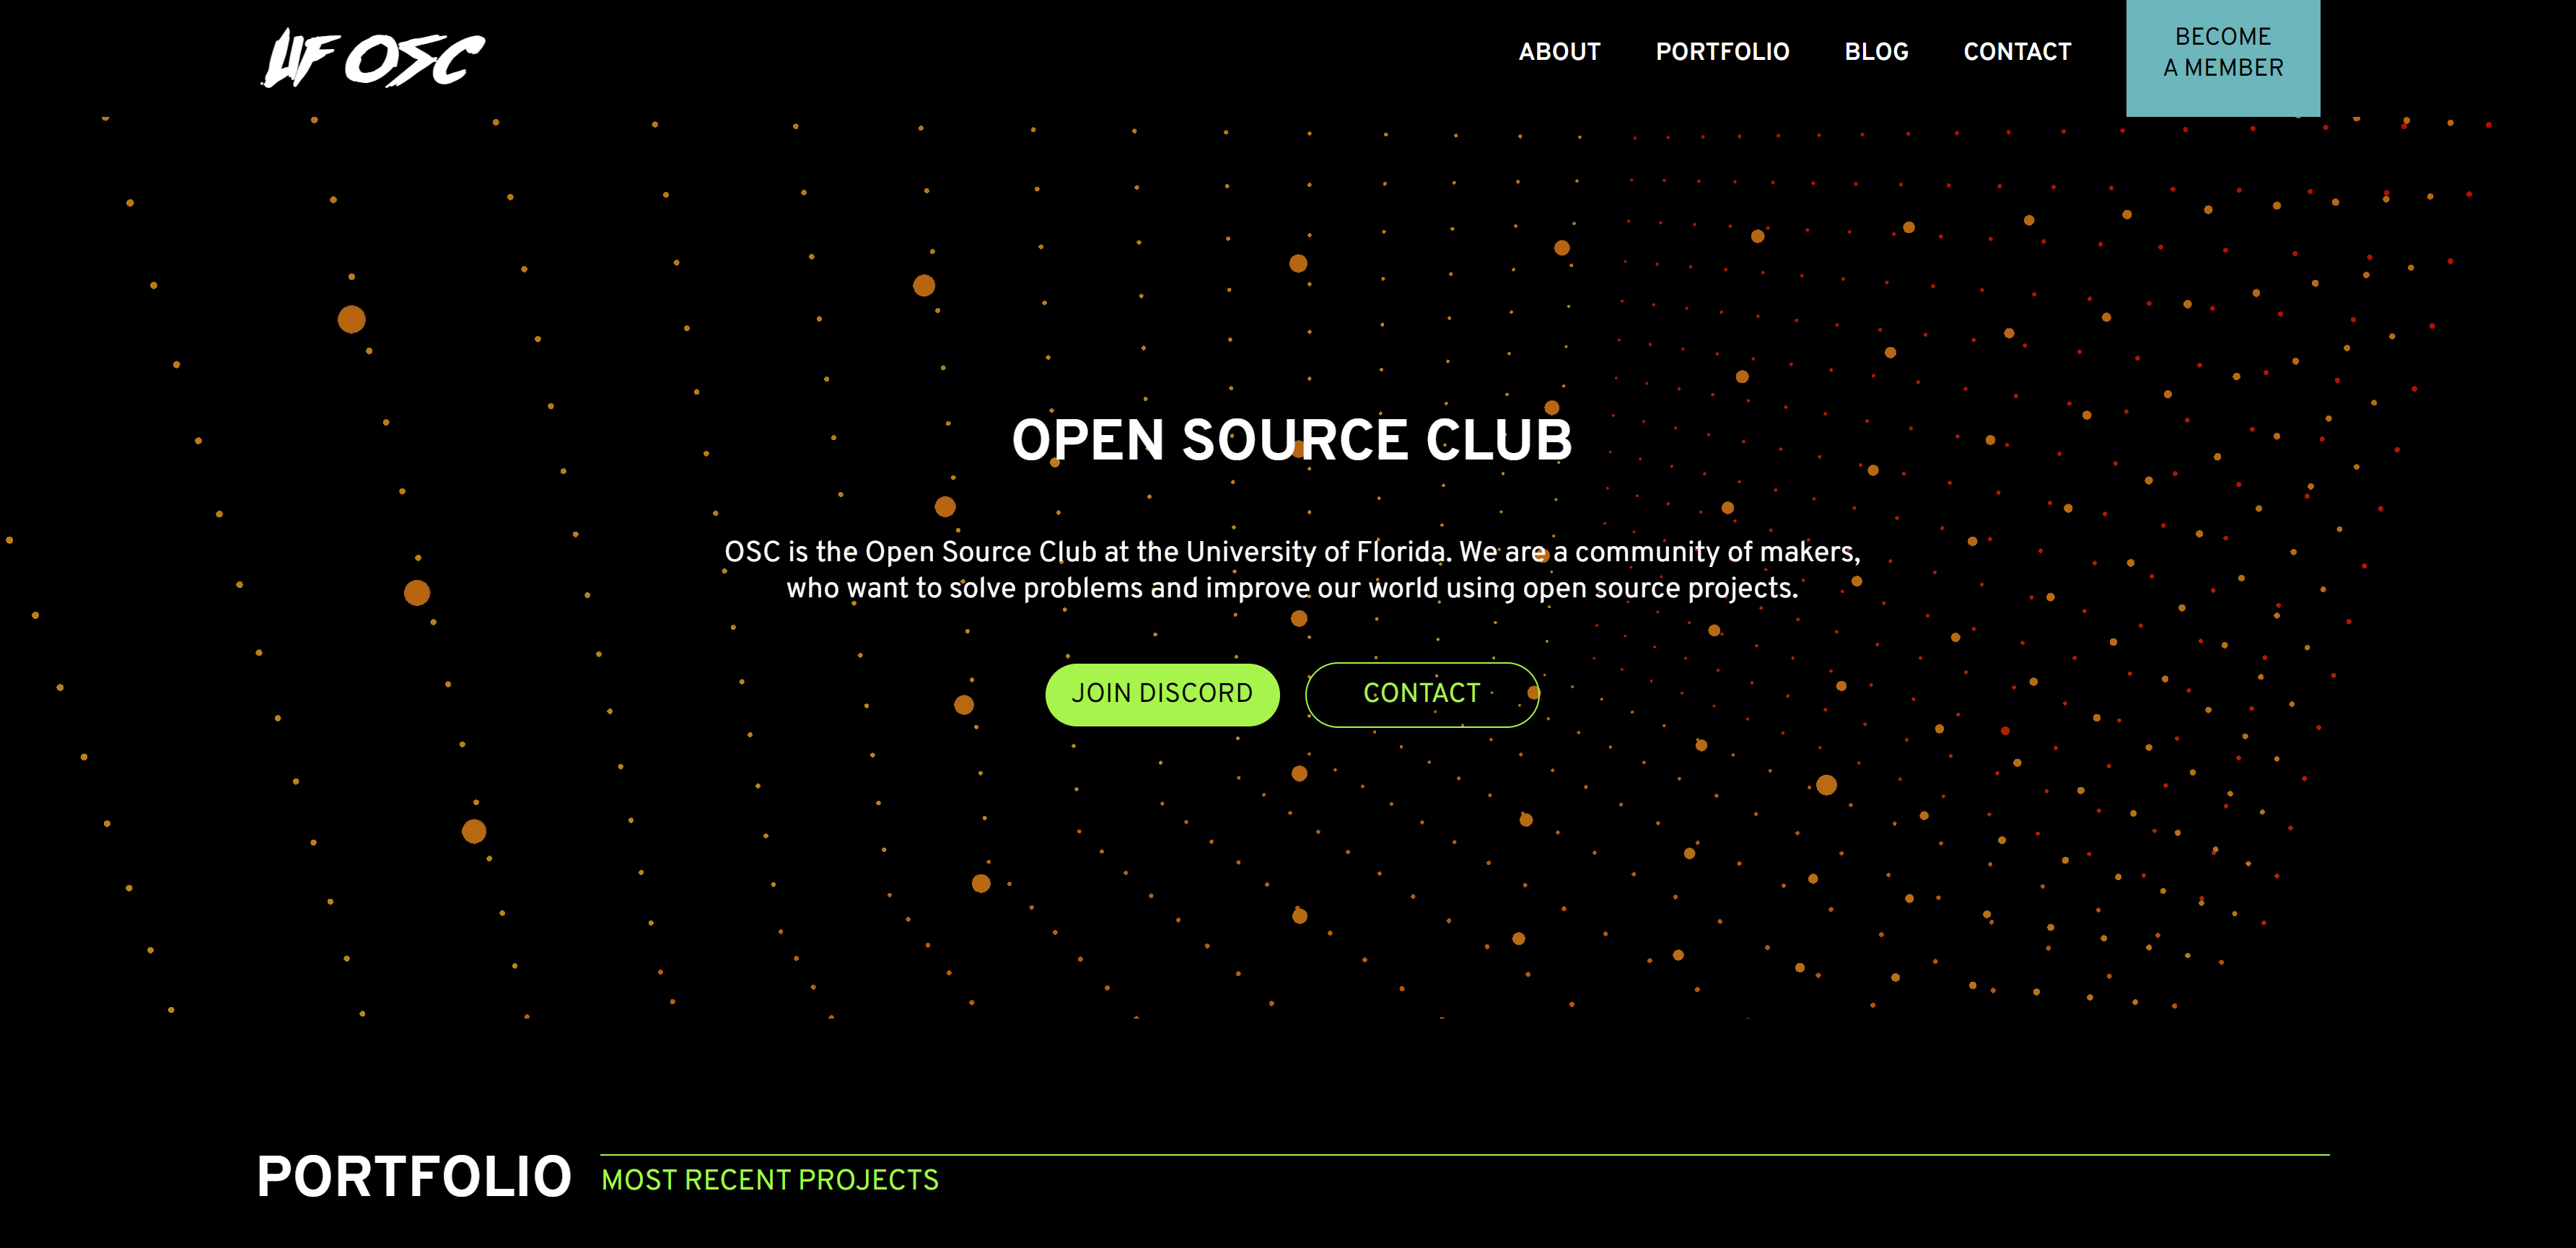 UF OSC
ABOUT PORTFOLIO BLOG CONTACT
BECOME
A MEMBER
OPEN SOURCE CLUB
OSC is the Open Source Club at the University of Florida. We are a community of makers,
who want to solve problems and improve our world using open source projects.
JOIN DISCORD CONTACT
PORTFOLIO
MOST RECENT PROJECTS